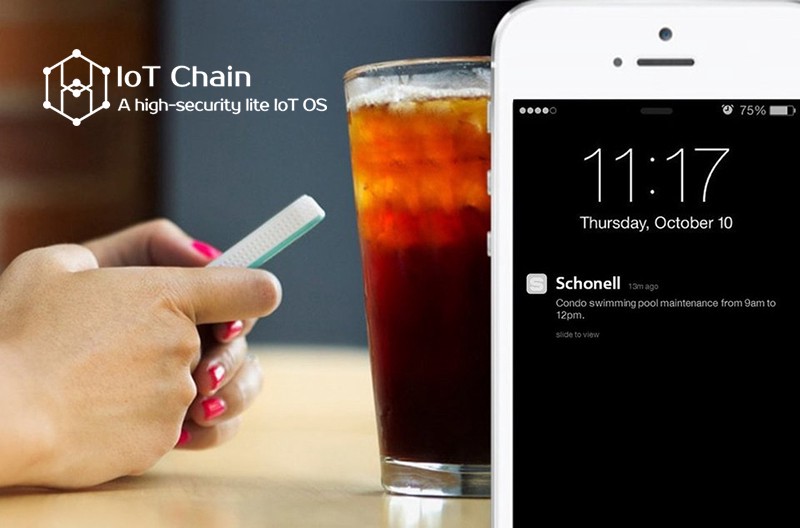 IoT Chain
A high-security lite IoT OS
75%
11:17
Thursday, October 10
Schonell 13m ago
Condo swimming pool maintenance from 9am to
12pm.
slide to view